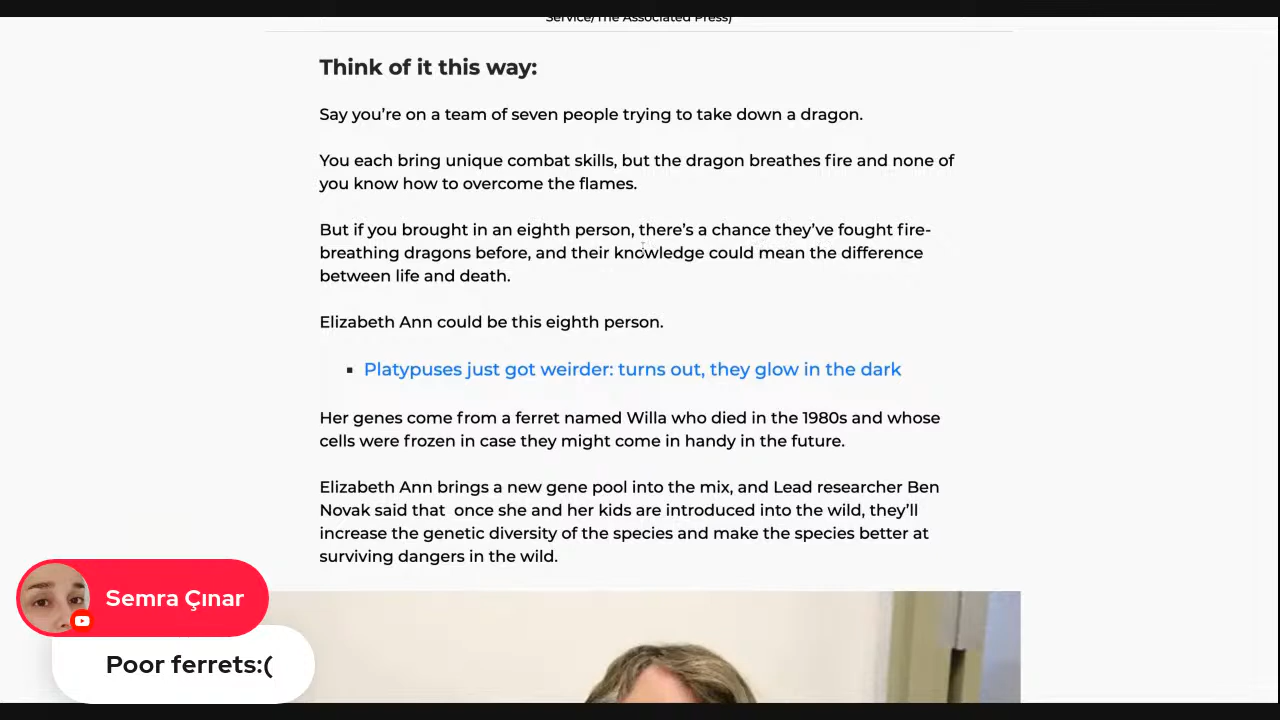 Service/The Associated Press)
Think of it this way:
Say you're on a team of seven people trying to take down a dragon.
You each bring unique combat skills, but the dragon breathes fire and none of
you know how to overcome the flames.
But if you brought in an eighth person, there's a chance they've fought fire-
breathing dragons before, and their knowledge could mean the difference
between life and death.
Elizabeth Ann could be this eighth person.
▪ Platypuses just got weirder: turns out, they glow in the dark
Her genes come from a ferret named Willa who died in the 1980s and whose
cells were frozen in case they might come in handy in the future.
Elizabeth Ann brings a new gene pool into the mix, and Lead researcher Ben
Novak said that  once she and her kids are introduced into the wild, they'll
increase the genetic diversity of the species and make the species better at
surviving dangers in the wild.
Semra Çınar
Poor ferrets:(